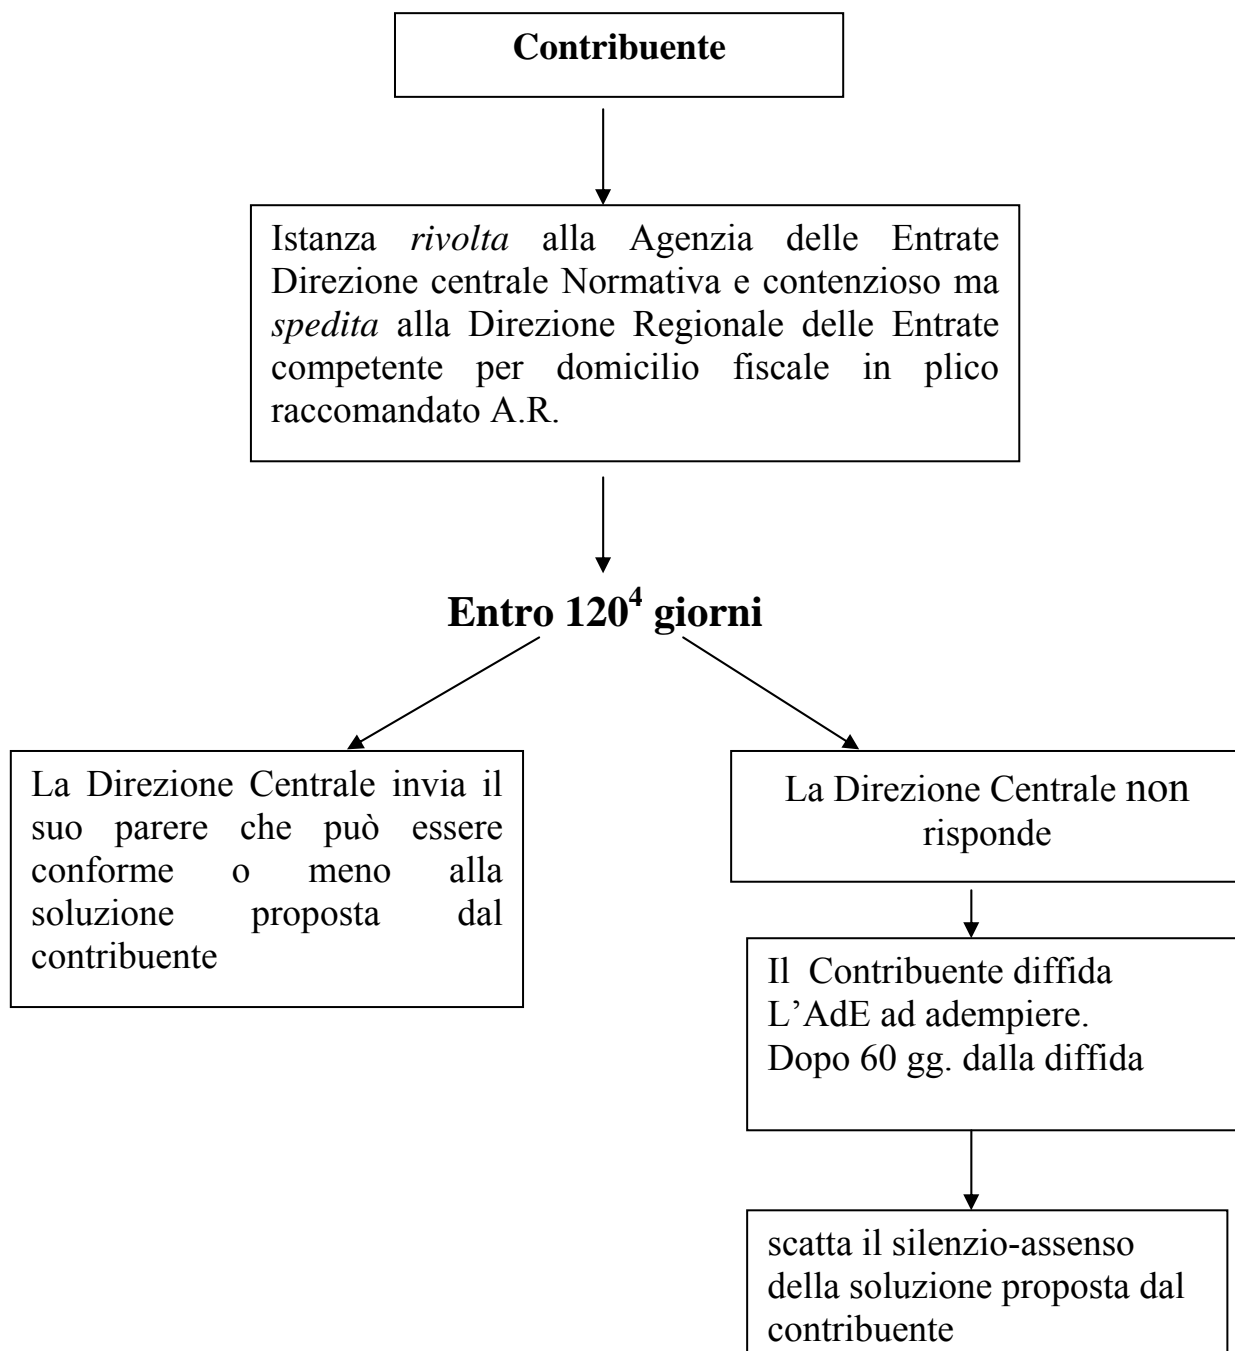 Contribuente
Istanza rivolta alla Agenzia delle Entrate
Direzione centrale Normativa e contenzioso ma
spedita alla Direzione Regionale delle Entrate
competente per domicilio fiscale in plico
raccomandato A.R.
Entro 120⁴ giorni
La Direzione Centrale invia il
suo parere che può essere
conforme o meno alla
soluzione proposta dal
contribuente
La Direzione Centrale non
risponde
Il Contribuente diffida
L’AdE ad adempiere.
Dopo 60 gg. dalla diffida
scatta il silenzio-assenso
della soluzione proposta dal
contribuente